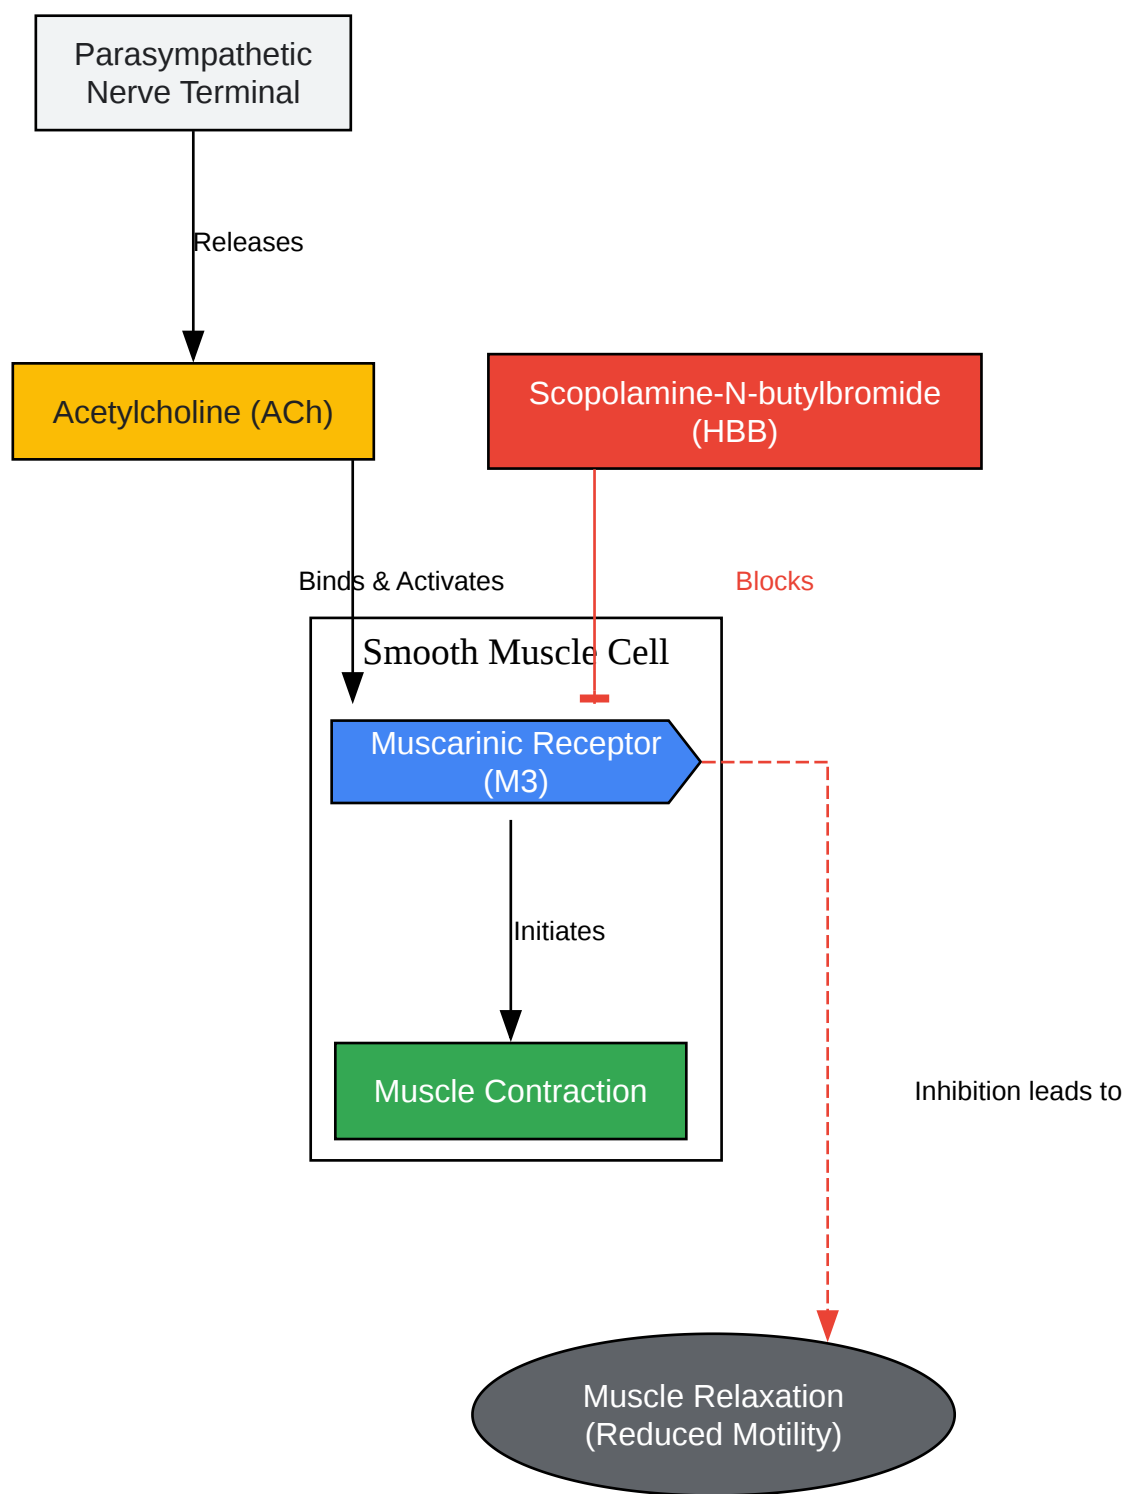 Parasympathetic
Nerve Terminal
Releases
Acetylcholine (ACh)
Scopolamine-N-butylbromide
(HBB)
Binds & Activates
Blocks
Smooth Muscle Cell
Muscarinic Receptor
(M3)
Initiates
Muscle Contraction
Inhibition leads to
Muscle Relaxation
(Reduced Motility)